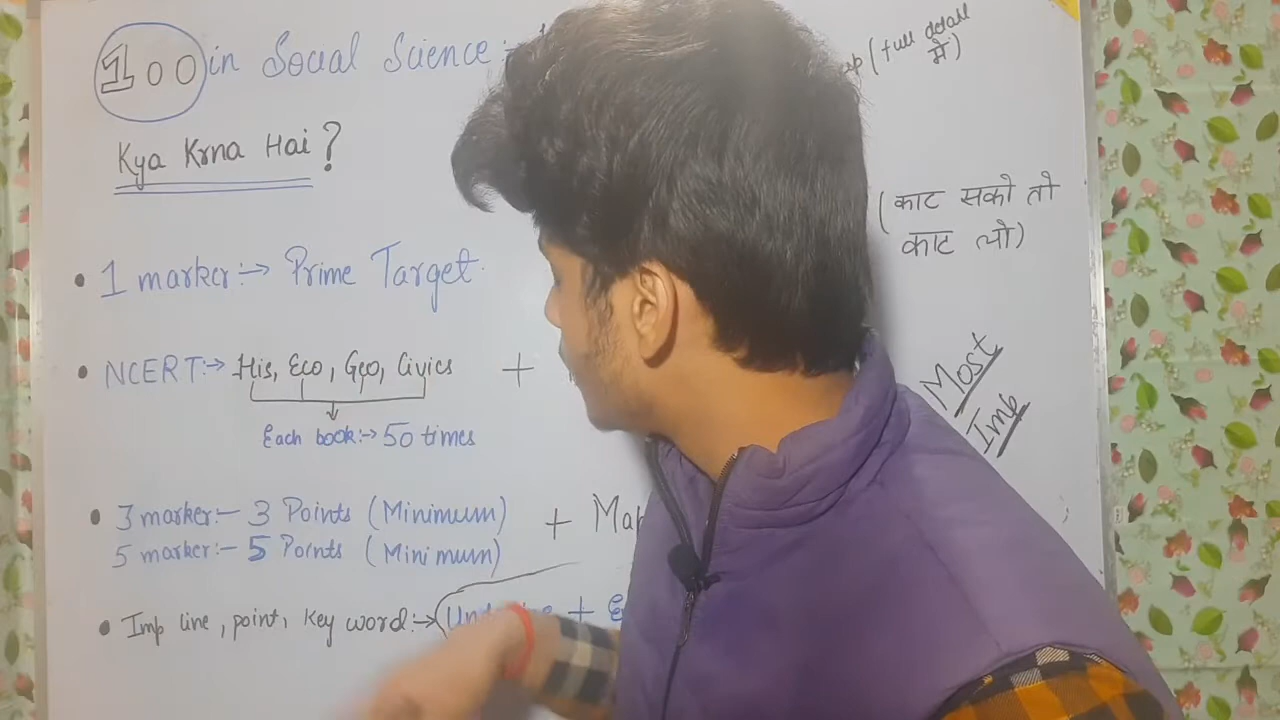 100 in Social Science :-
(full detail
में)
Kya Krna Hai ?
(काट सको तो
काट लो)
• 1 marker :→ Prime Target
• NCERT :→ His, Eco, Geo, Civics +
Each book :→ 50 times
Most
Imp
• 3 marker :- 3 Points (Minimum)
5 marker :- 5 Points (Minimum) +
• Imp line, point, Key word :→ +